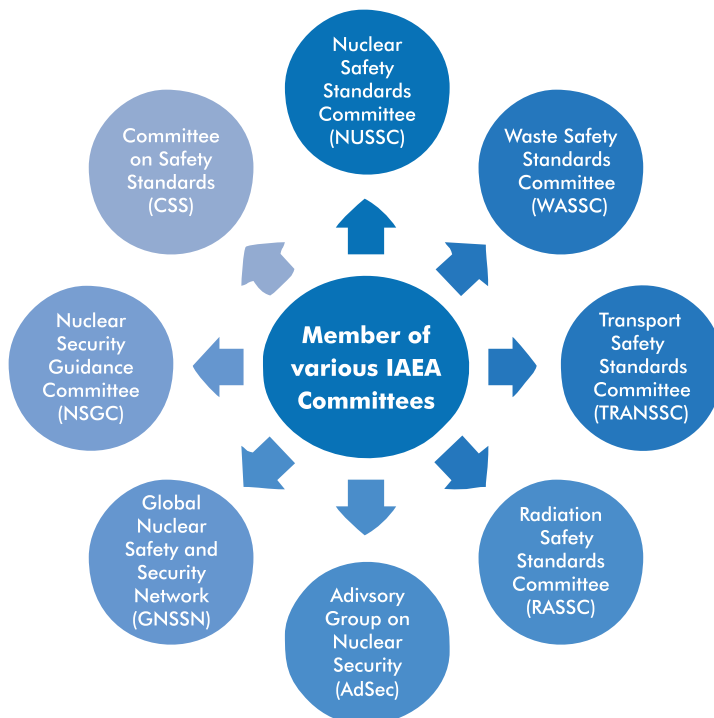 Nuclear
Safety
Standards
Committee
(NUSSC)
Waste Safety
Standards
Committee
(WASSC)
Transport
Safety
Standards
Committee
(TRANSSC)
Radiation
Safety
Standards
Committee
(RASSC)
Adivsory
Group on
Nuclear
Security
(AdSec)
Global
Nuclear
Safety and
Security
Network
(GNSSN)
Nuclear
Security
Guidance
Committee
(NSGC)
Committee
on Safety
Standards
(CSS)
Member of
various IAEA
Committees